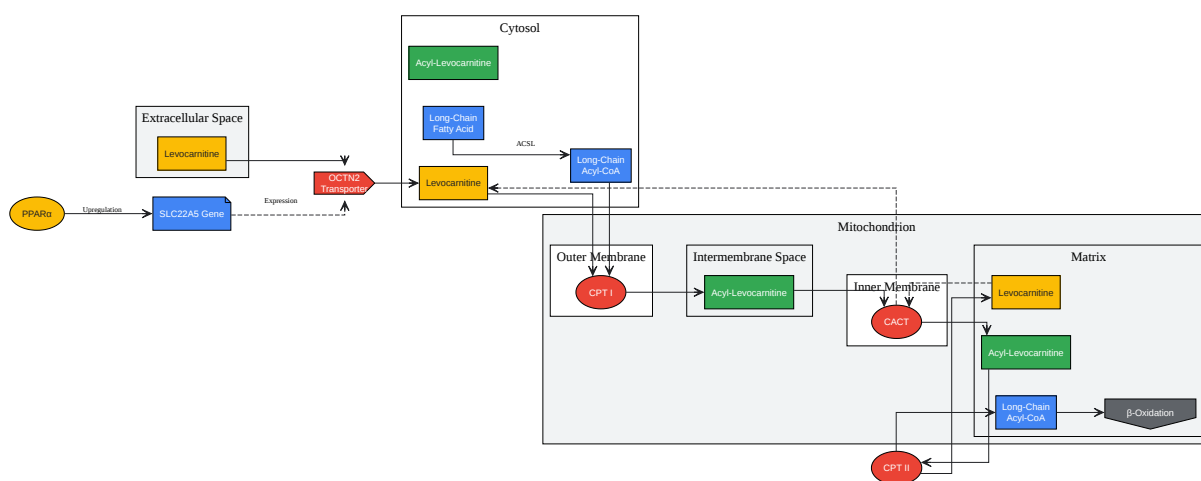 Cytosol
Acyl-Levocarnitine
Extracellular Space
Levocarnitine
Long-Chain
Fatty Acid
ACSL
Long-Chain
Acyl-CoA
OCTN2
Transporter
Levocarnitine
PPARα
Upregulation
SLC22A5 Gene
Expression
Mitochondrion
Outer Membrane
CPT I
Intermembrane Space
Acyl-Levocarnitine
Inner Membrane
CACT
Matrix
Levocarnitine
Acyl-Levocarnitine
Long-Chain
Acyl-CoA
β-Oxidation
CPT II